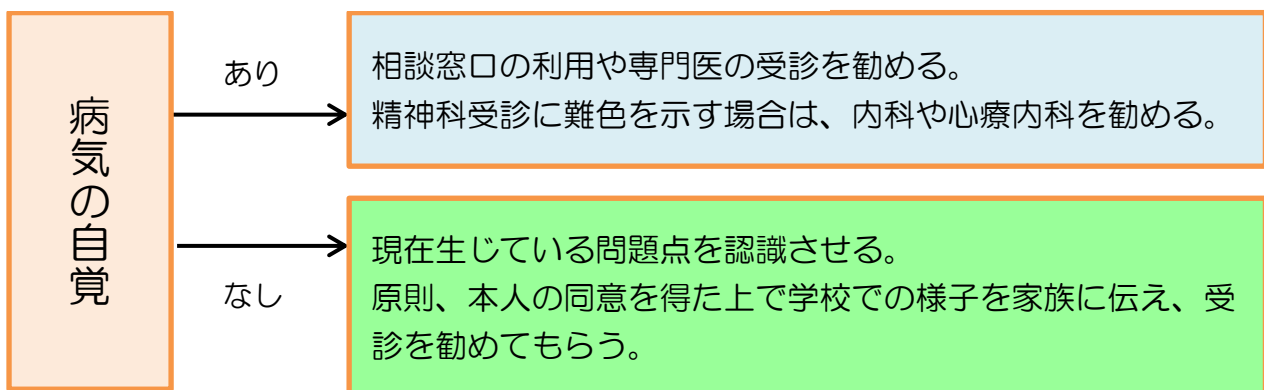 病気の自覚
あり
相談窓口の利用や専門医の受診を勧める。
精神科受診に難色を示す場合は、内科や心療内科を勧める。
なし
現在生じている問題点を認識させる。
原則、本人の同意を得た上で学校での様子を家族に伝え、受
診を勧めてもらう。